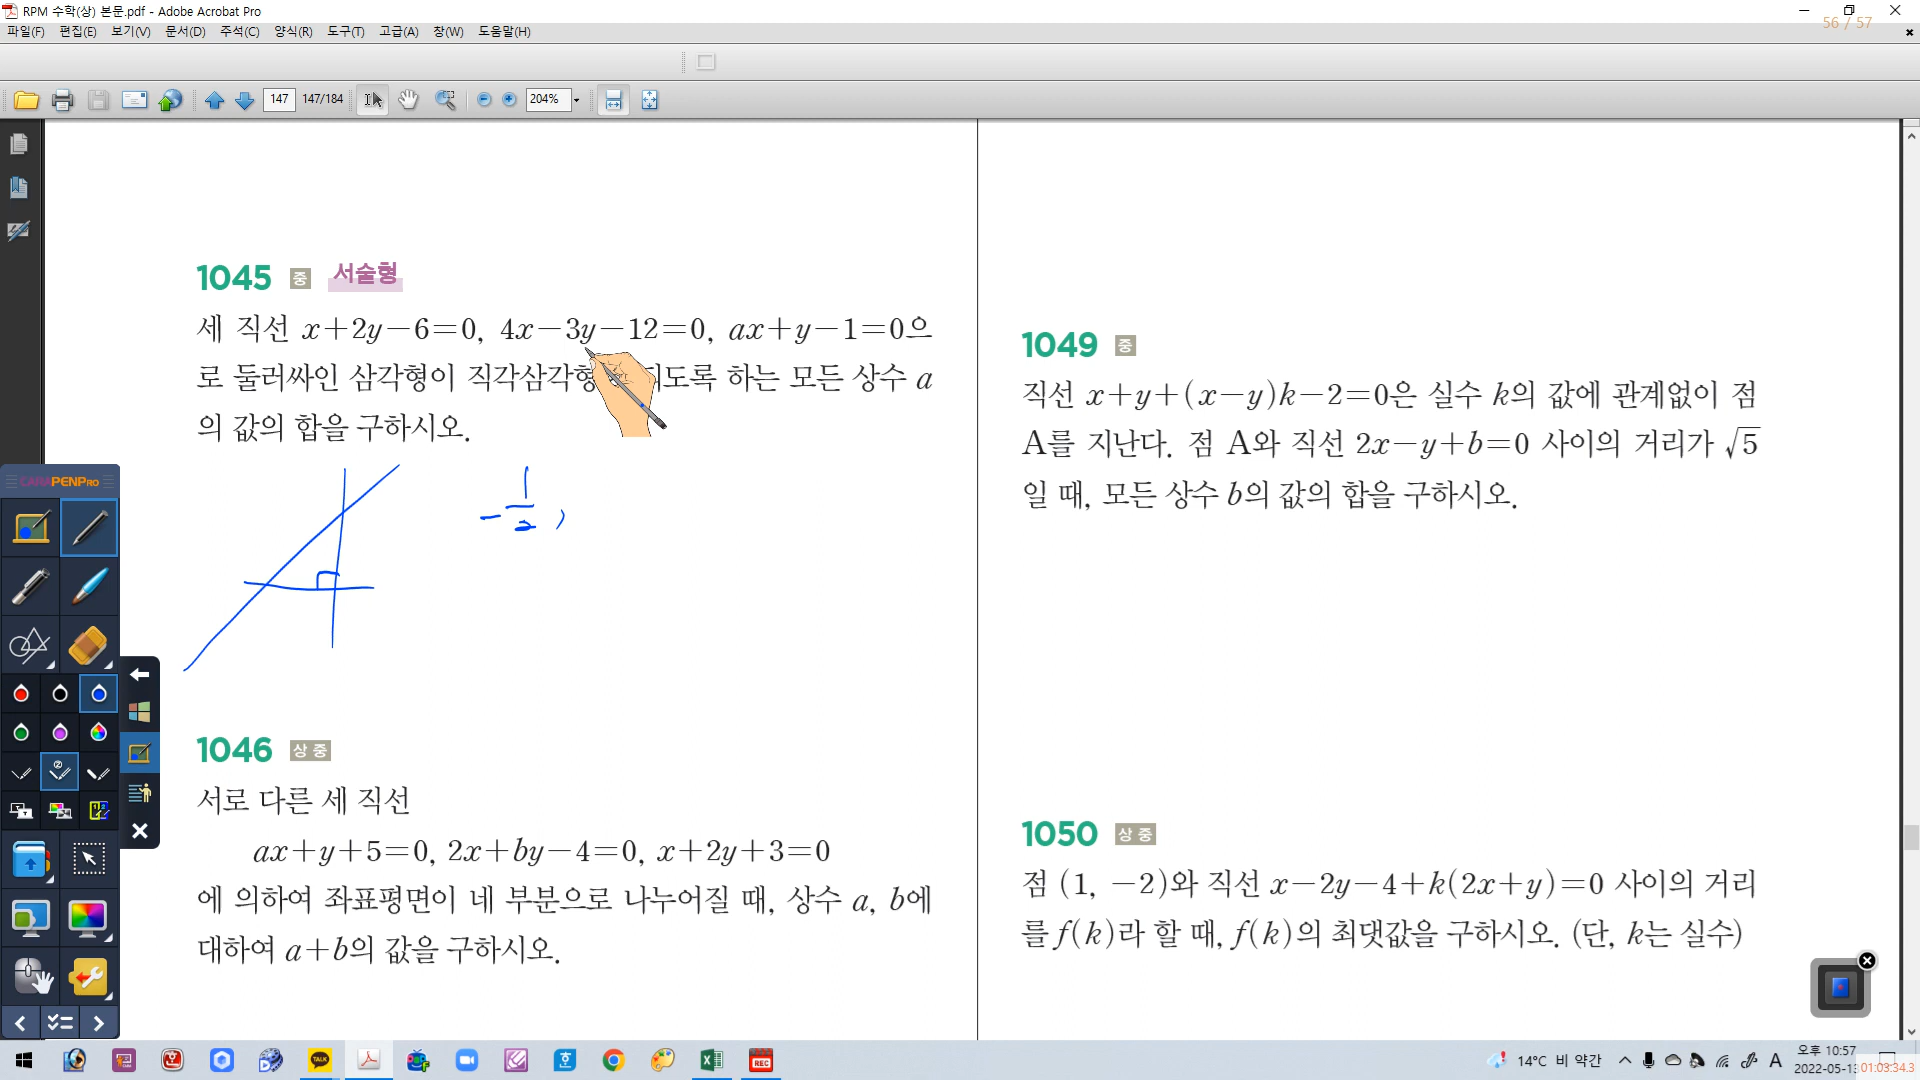 RPM 수학(상) 본문.pdf - Adobe Acrobat Pro
56 / 57
파일(F) 편집(E) 보기(V) 문서(D) 주석(C) 양식(R) 도구(T) 고급(A) 창(W) 도움말(H)
147 147/184 204%
1045 중 서술형
세 직선 x+2y-6=0, 4x-3y-12=0, ax+y-1=0으
로 둘러싸인 삼각형이 직각삼각형 되도록 하는 모든 상수 a
의 값의 합을 구하시오.
-1/2 ,
1046 상 중
서로 다른 세 직선
ax+y+5=0, 2x+by-4=0, x+2y+3=0
에 의하여 좌표평면이 네 부분으로 나누어질 때, 상수 a, b에
대하여 a+b의 값을 구하시오.
1049 중
직선 x+y+(x-y)k-2=0은 실수 k의 값에 관계없이 점
A를 지난다. 점 A와 직선 2x-y+b=0 사이의 거리가 √5
일 때, 모든 상수 b의 값의 합을 구하시오.
1050 상 중
점 (1, -2)와 직선 x-2y-4+k(2x+y)=0 사이의 거리
를 f(k)라 할 때, f(k)의 최댓값을 구하시오. (단, k는 실수)
PENPRO
②
TALK
REC
14°C 비 약간
A
오후 10:57
2022-05-13
01:03:34.3